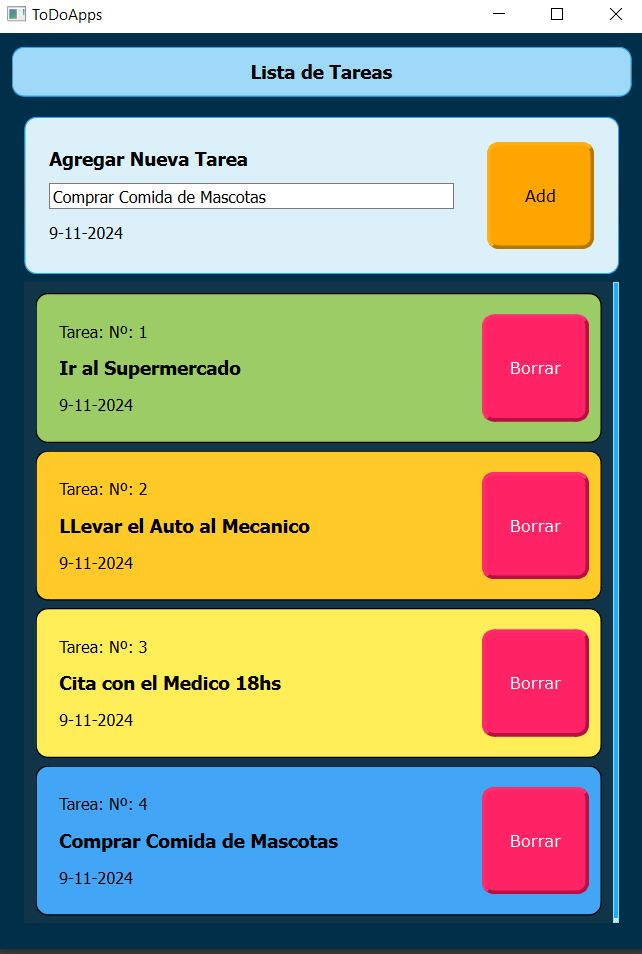 ToDoApps
Lista de Tareas
Agregar Nueva Tarea
Comprar Comida de Mascotas
9-11-2024
Add
Tarea: Nº: 1
Ir al Supermercado
9-11-2024
Borrar
Tarea: Nº: 2
LLevar el Auto al Mecanico
9-11-2024
Borrar
Tarea: Nº: 3
Cita con el Medico 18hs
9-11-2024
Borrar
Tarea: Nº: 4
Comprar Comida de Mascotas
9-11-2024
Borrar